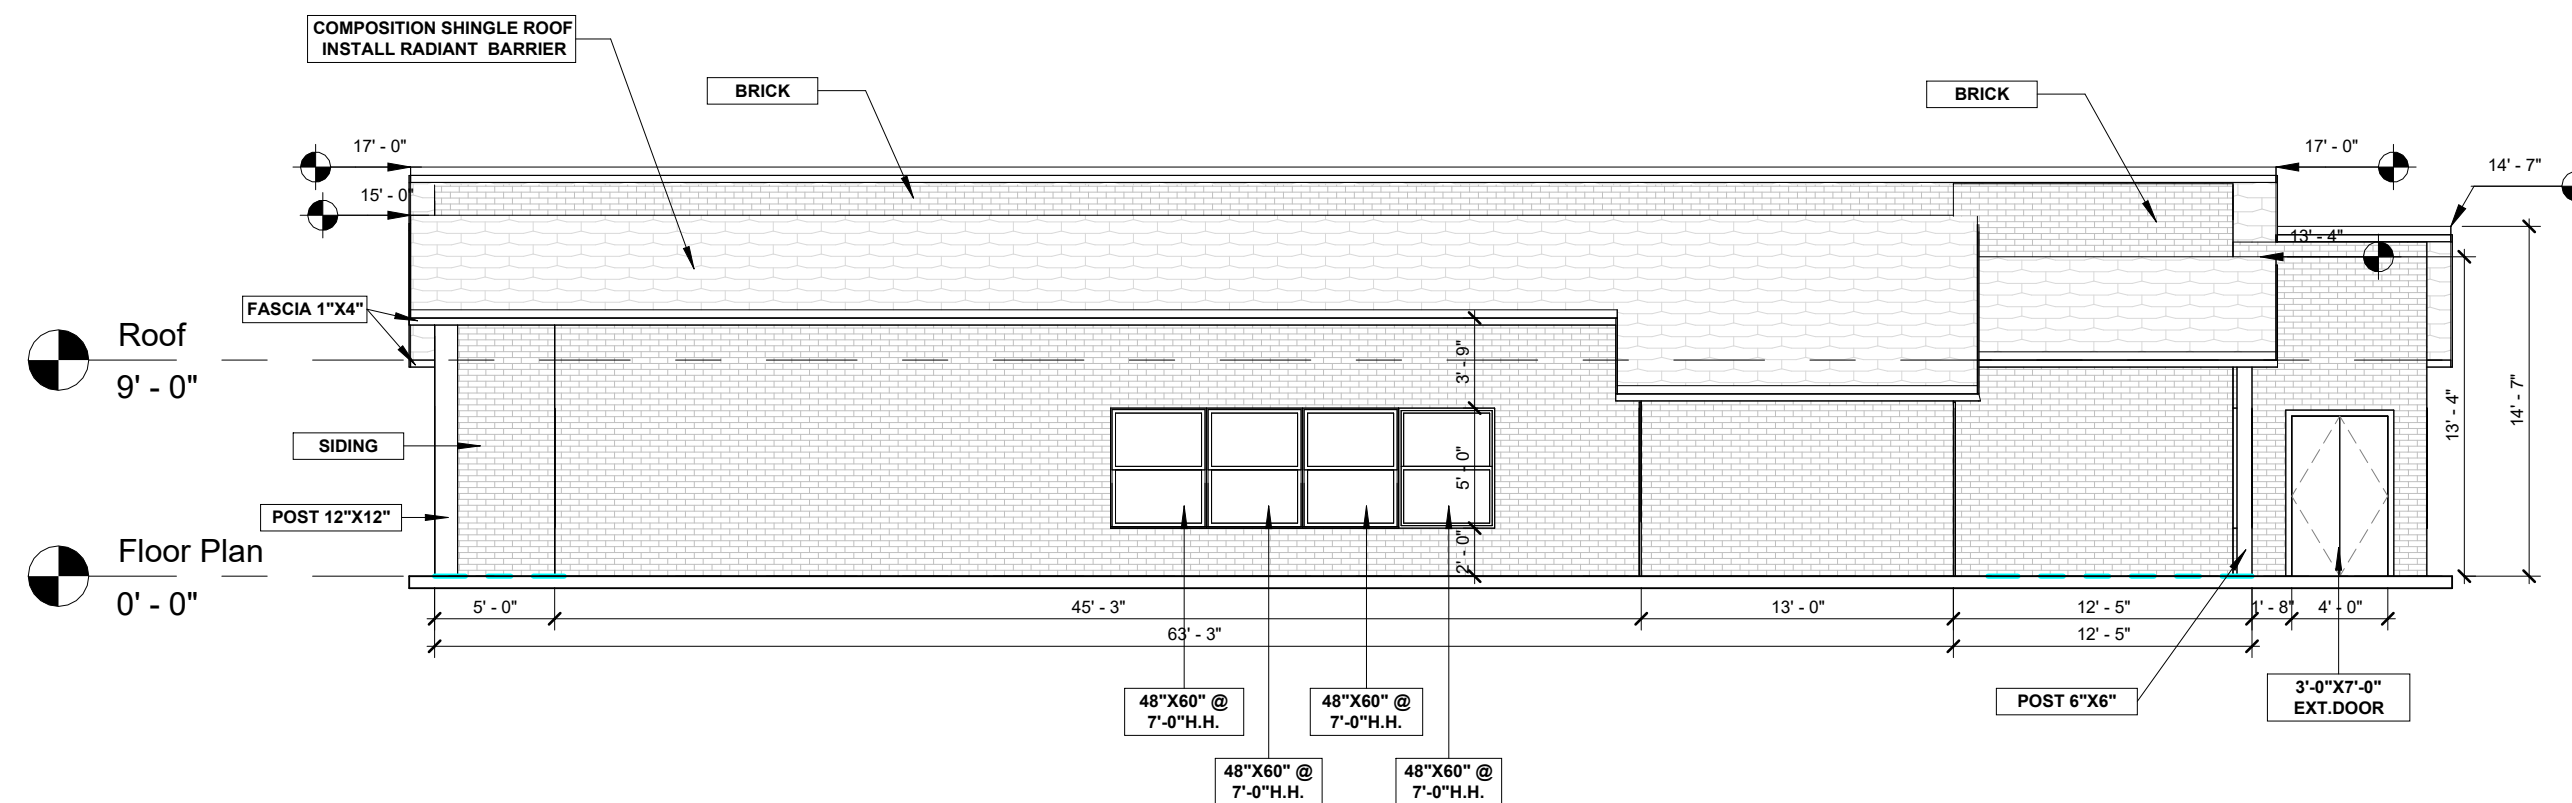 COMPOSITION SHINGLE ROOF
INSTALL RADIANT BARRIER
BRICK
BRICK
17' - 0"
17' - 0"
14' - 7"
15' - 0"
13' - 4"
FASCIA 1"X4"
Roof
9' - 0"
3' - 9"
14' - 7"
13' - 4"
SIDING
5' - 0"
POST 12"X12"
2' - 0"
Floor Plan
0' - 0"
5' - 0"
45' - 3"
13' - 0"
12' - 5"
1' - 8"
4' - 0"
63' - 3"
12' - 5"
48"X60" @
7'-0"H.H.
48"X60" @
7'-0"H.H.
POST 6"X6"
3'-0"X7'-0"
EXT.DOOR
48"X60" @
7'-0"H.H.
48"X60" @
7'-0"H.H.